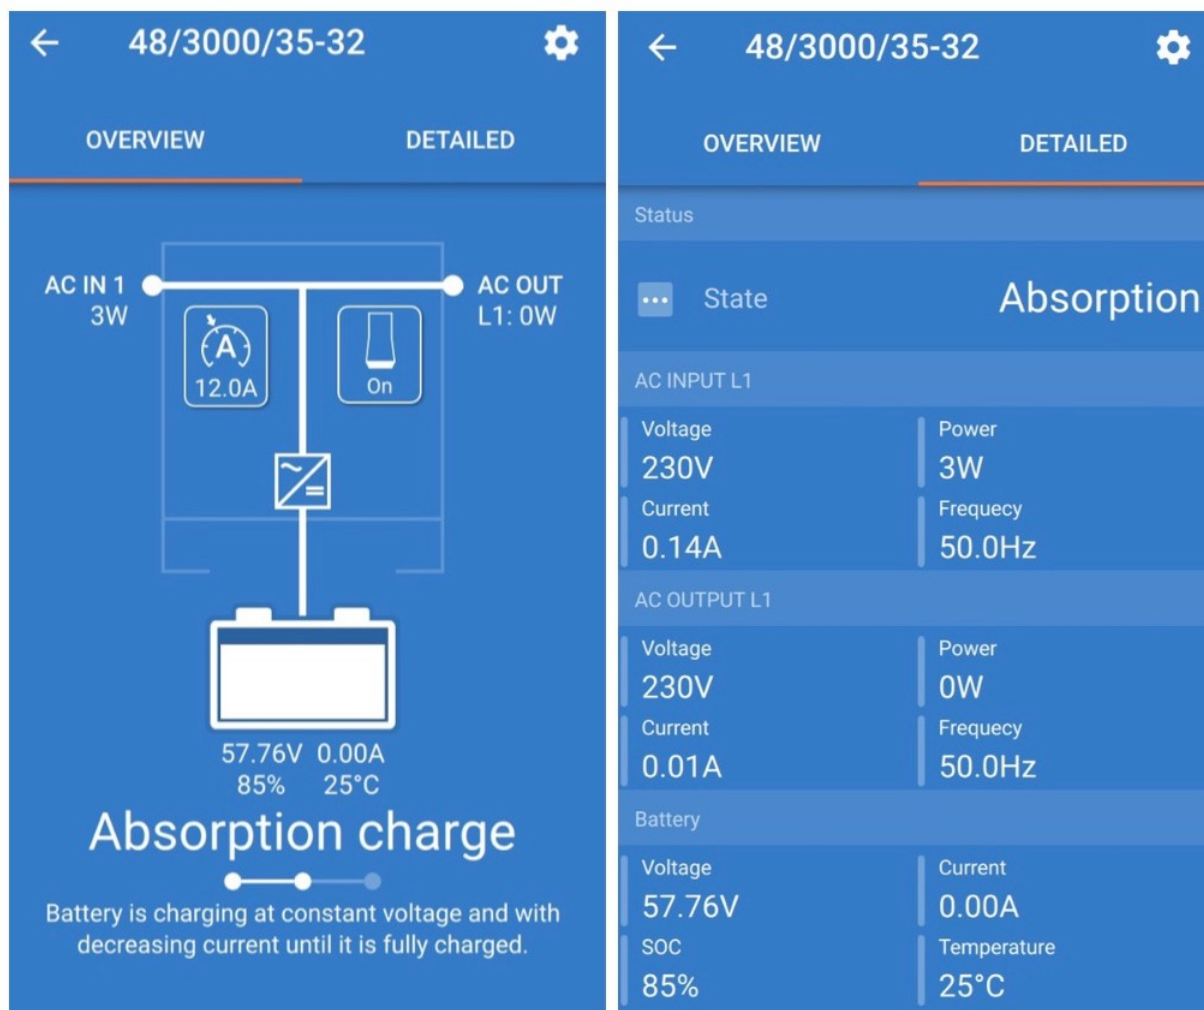 48/3000/35-32
OVERVIEW DETAILED
AC IN 1
3W
AC OUT
L1: 0W
A
12.0A
On
57.76V 0.00A
85% 25°C
Absorption charge
Battery is charging at constant voltage and with
decreasing current until it is fully charged.
48/3000/35-32
OVERVIEW DETAILED
Status
State Absorption
AC INPUT L1
Voltage Power
230V 3W
Current Frequecy
0.14A 50.0Hz
AC OUTPUT L1
Voltage Power
230V 0W
Current Frequecy
0.01A 50.0Hz
Battery
Voltage Current
57.76V 0.00A
SOC Temperature
85% 25°C